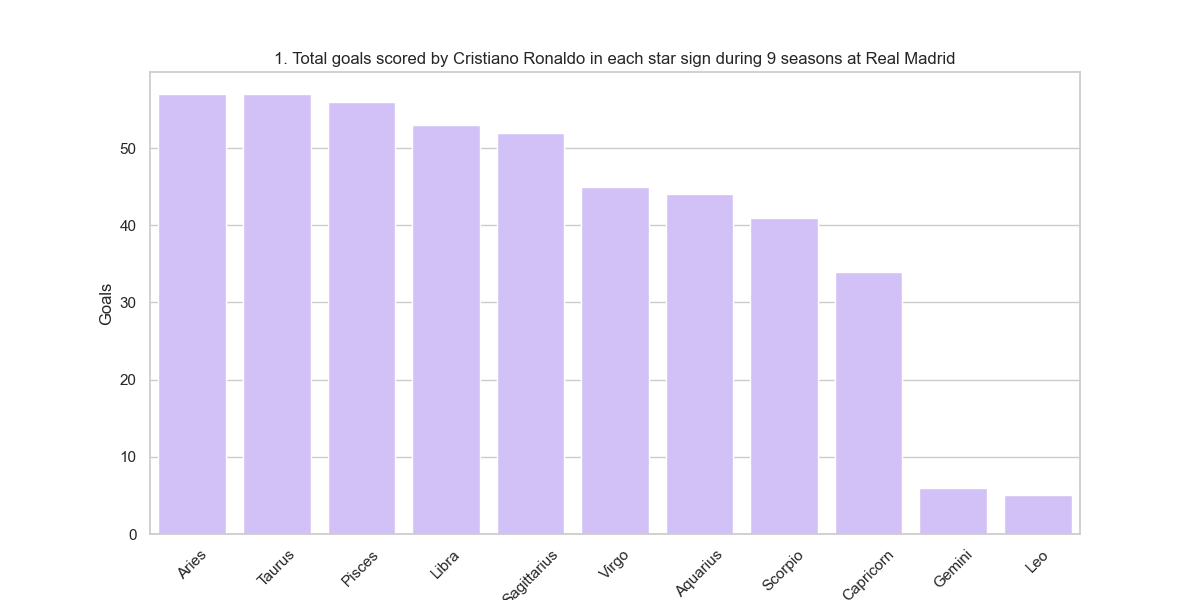 1. Total goals scored by Cristiano Ronaldo in each star sign during 9 seasons at Real Madrid
50
40
30
20
10
0
Goals
Aries
Taurus
Pisces
Libra
Sagittarius
Virgo
Aquarius
Scorpio
Capricorn
Gemini
Leo